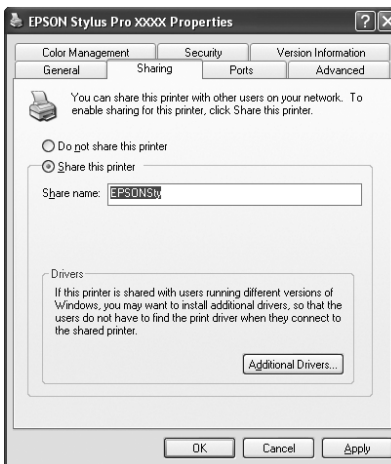 EPSON Stylus Pro XXXX Properties
Color Management Security Version Information
General Sharing Ports Advanced
You can share this printer with other users on your network. To
enable sharing for this printer, click Share this printer.
Do not share this printer
Share this printer
Share name: EPSONSty
Drivers
If this printer is shared with users running different versions of
Windows, you may want to install additional drivers, so that the
users do not have to find the print driver when they connect to
the shared printer.
Additional Drivers...
OK Cancel Apply